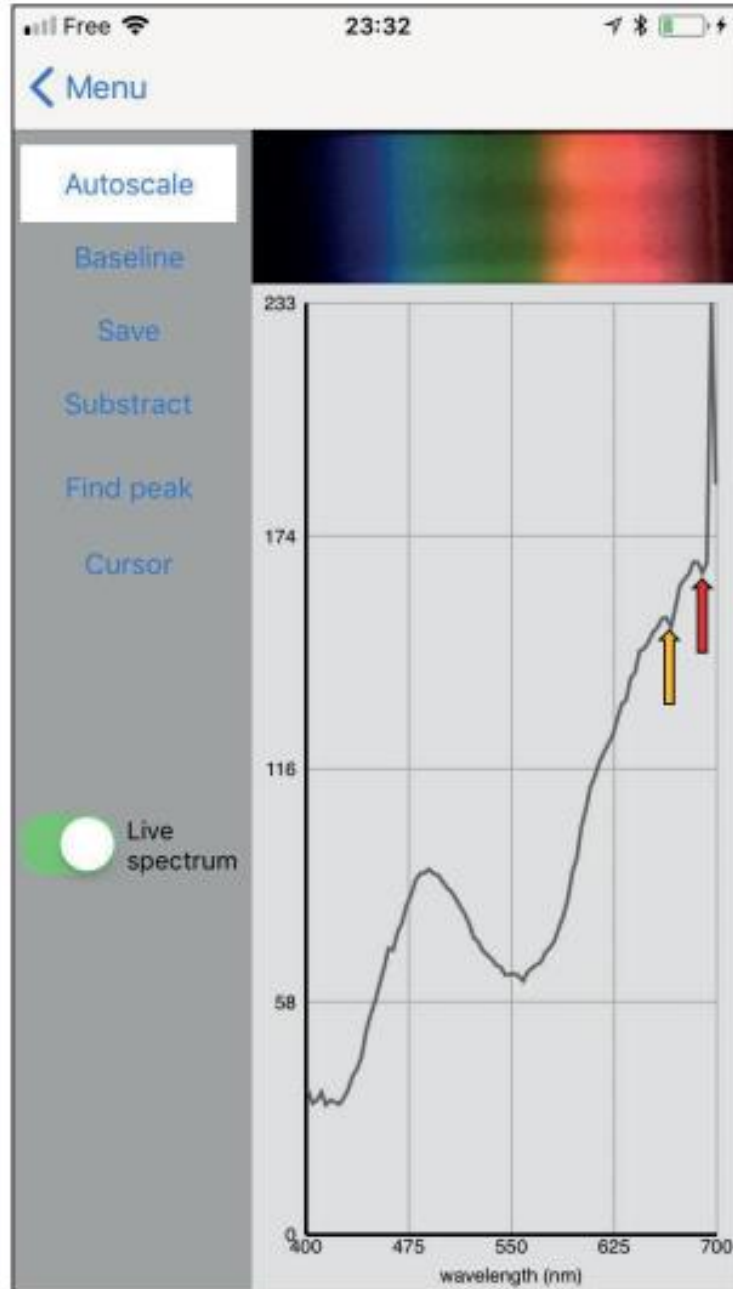 Free 23:32
Menu
Autoscale
Baseline
Save
Substract
Find peak
Cursor
Live
spectrum
233
174
116
58
0
400 475 550 625 700
wavelength (nm)